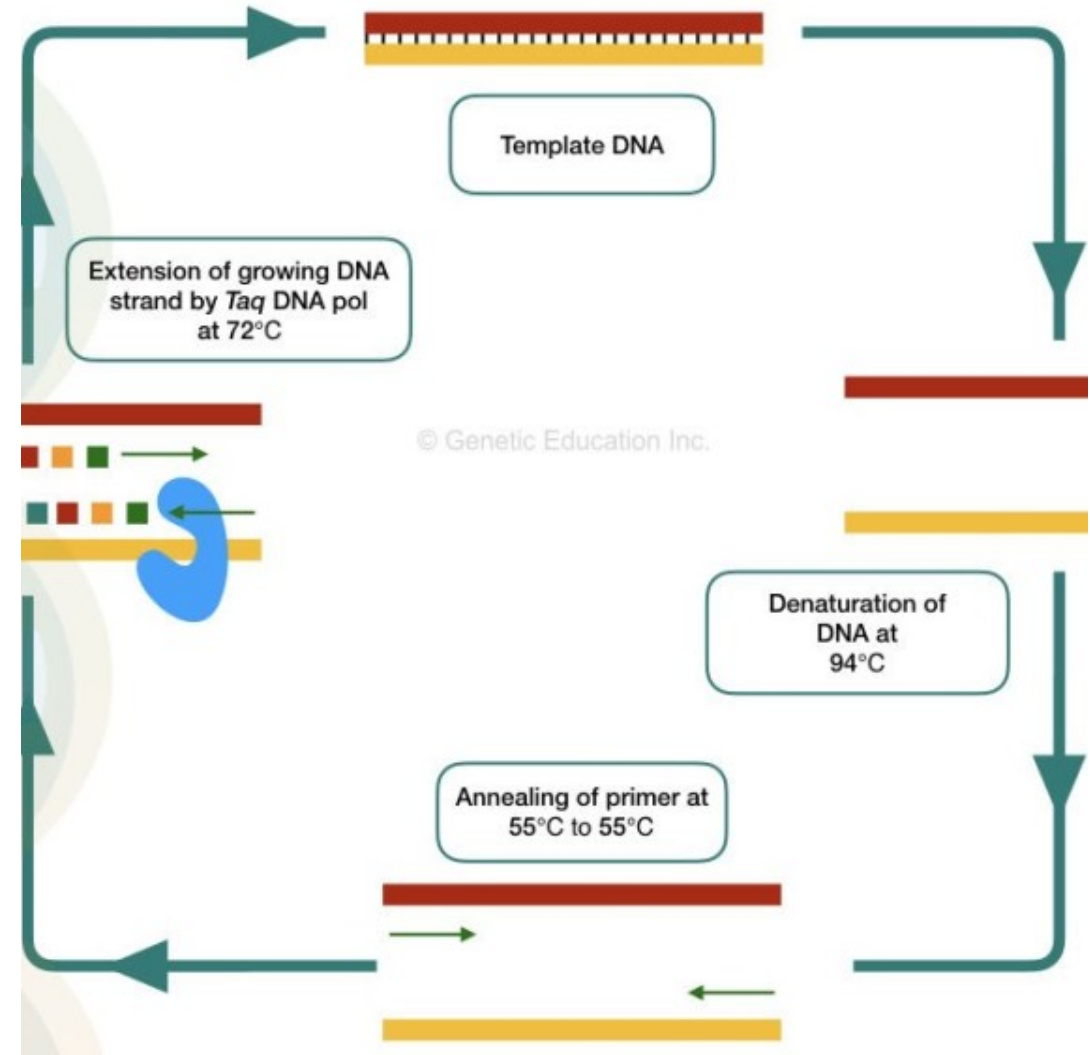 Template DNA
Extension of growing DNA
strand by Taq DNA pol
at 72°C
© Genetic Education Inc.
Denaturation of
DNA at
94°C
Annealing of primer at
55°C to 55°C